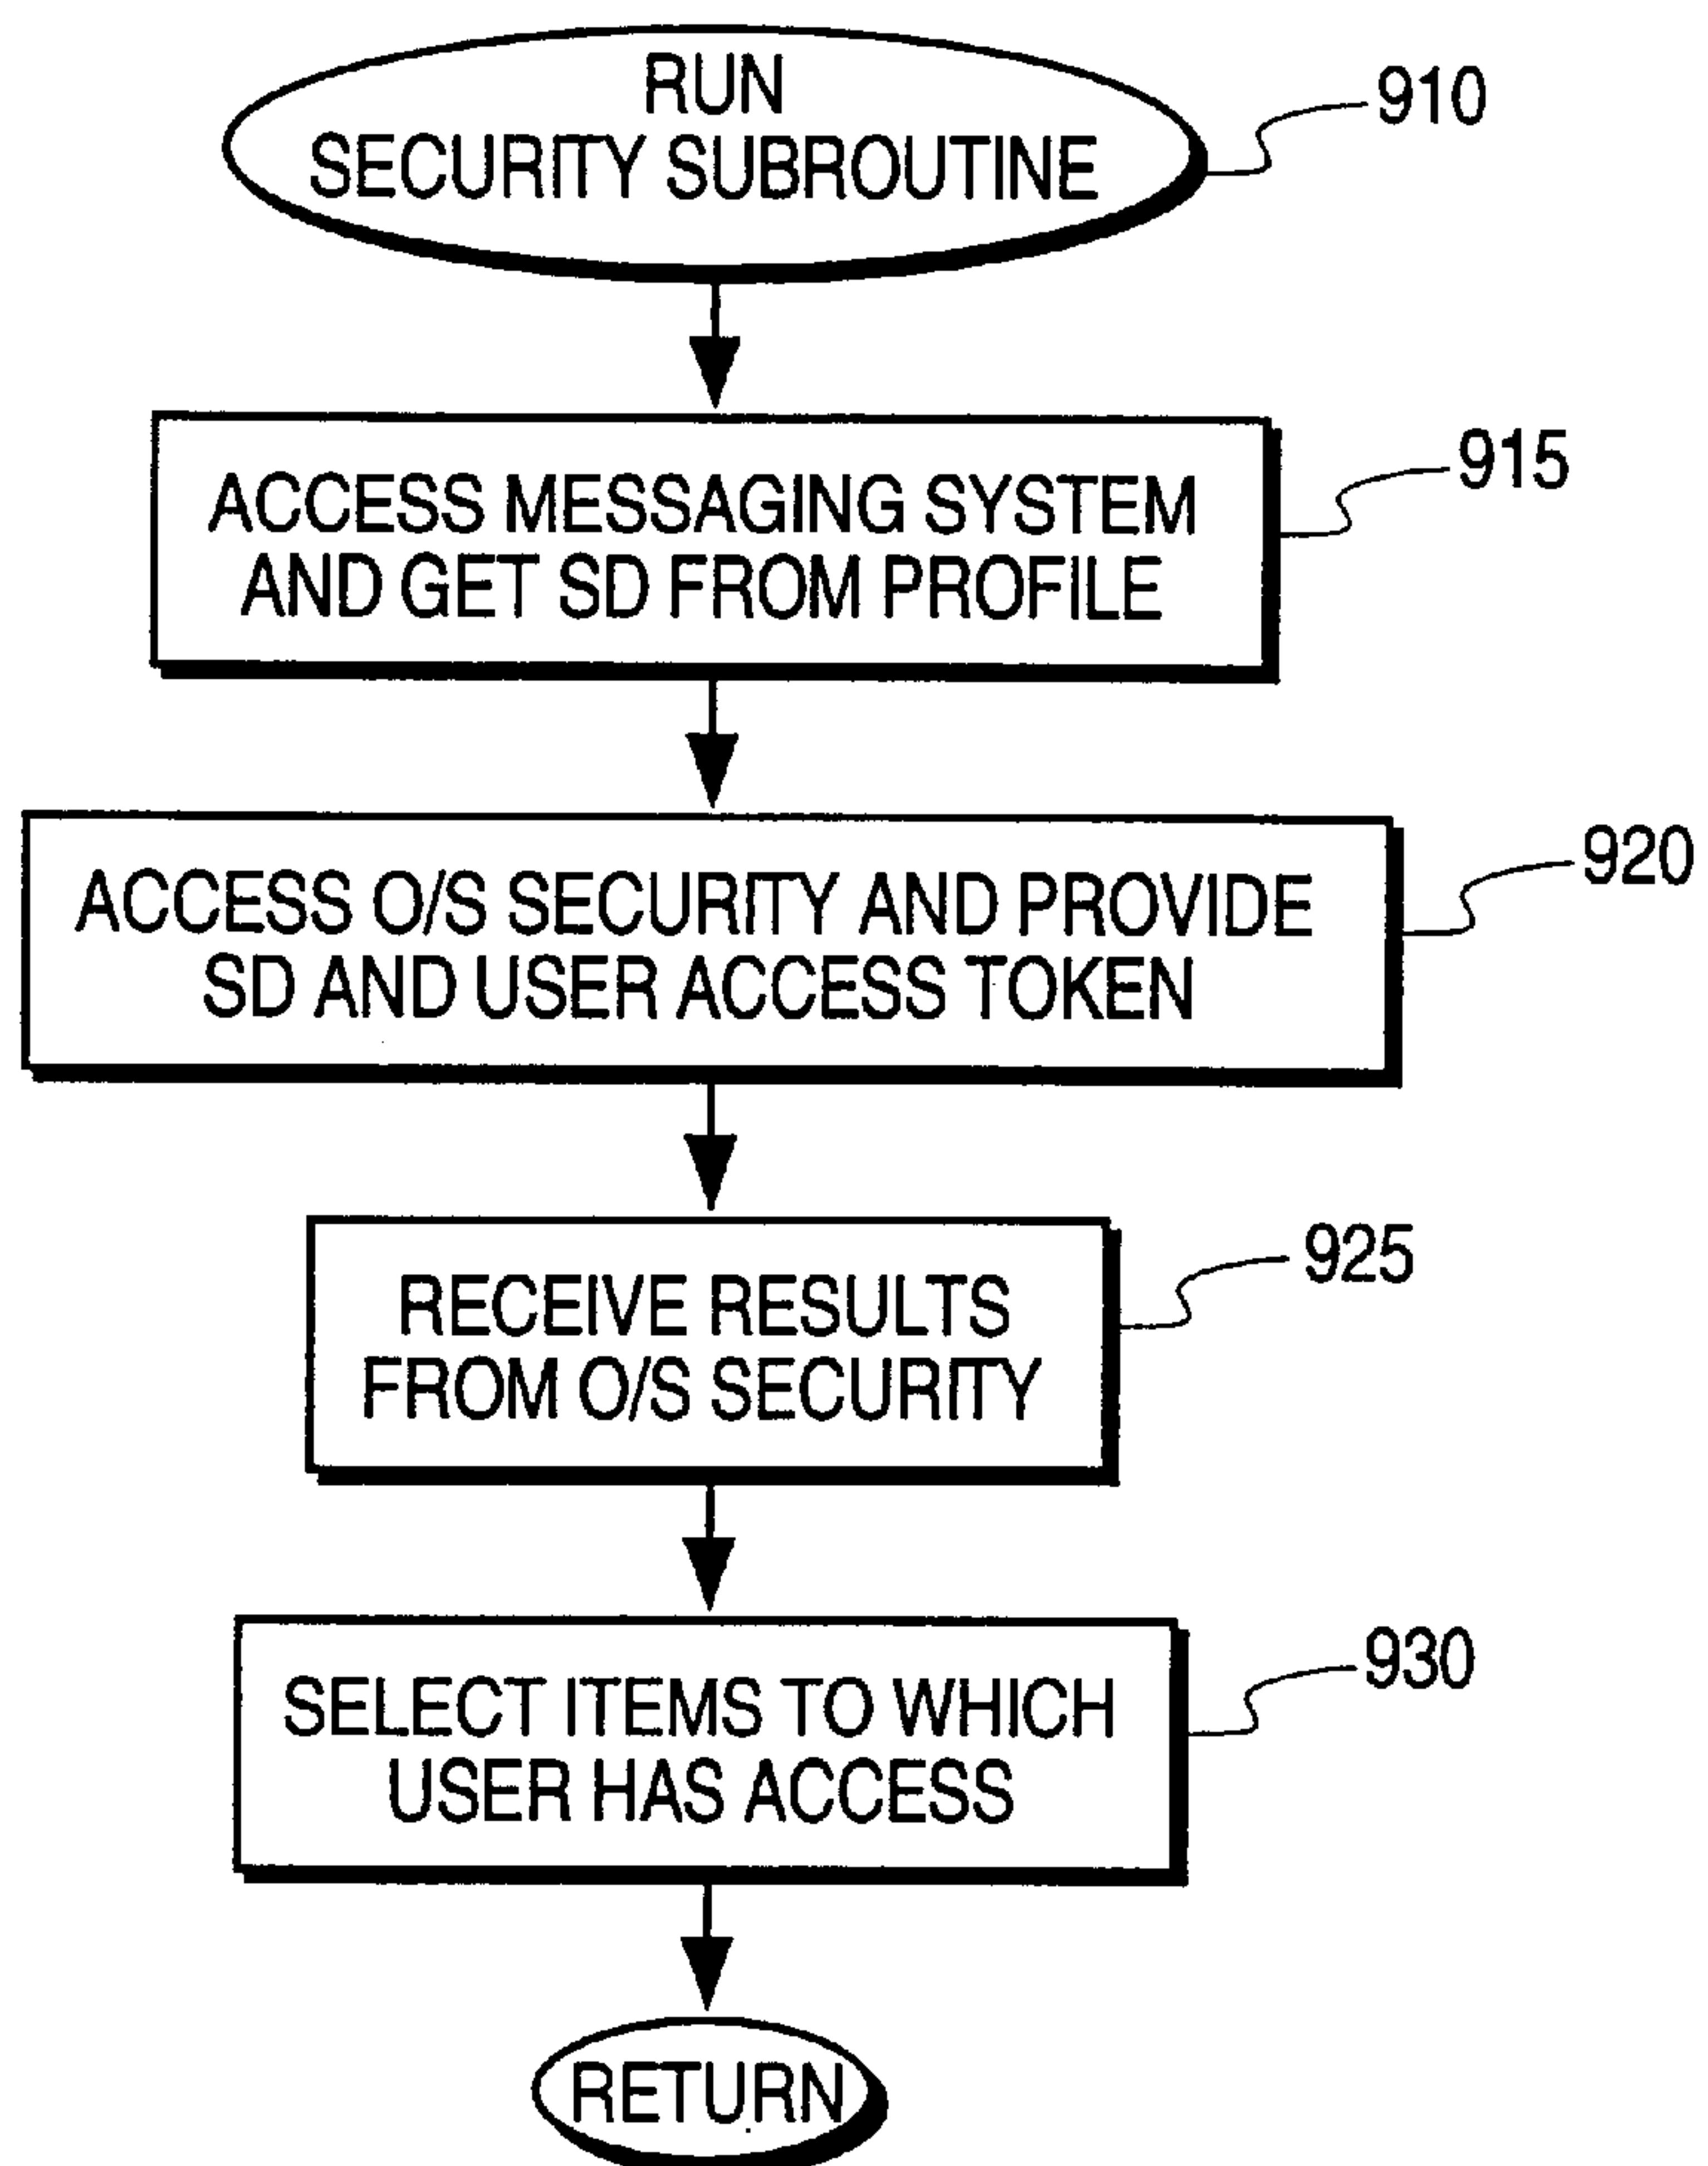 RUN
SECURITY SUBROUTINE
910
ACCESS MESSAGING SYSTEM
AND GET SD FROM PROFILE
915
ACCESS O/S SECURITY AND PROVIDE
SD AND USER ACCESS TOKEN
920
RECEIVE RESULTS
FROM O/S SECURITY
925
SELECT ITEMS TO WHICH
USER HAS ACCESS
930
RETURN